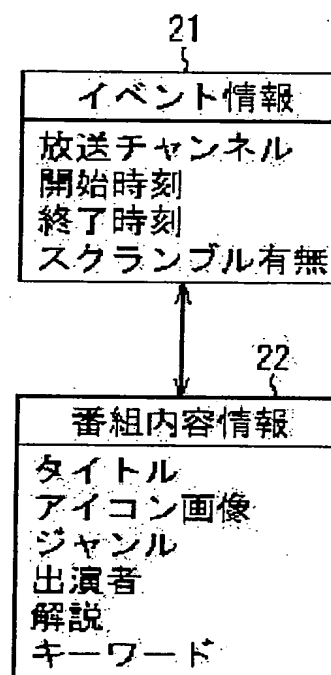 21
イベント情報
放送チャンネル
開始時刻
終了時刻
スクランブル有無
22
番組内容情報
タイトル
アイコン画像
ジャンル
出演者
解説
キーワード